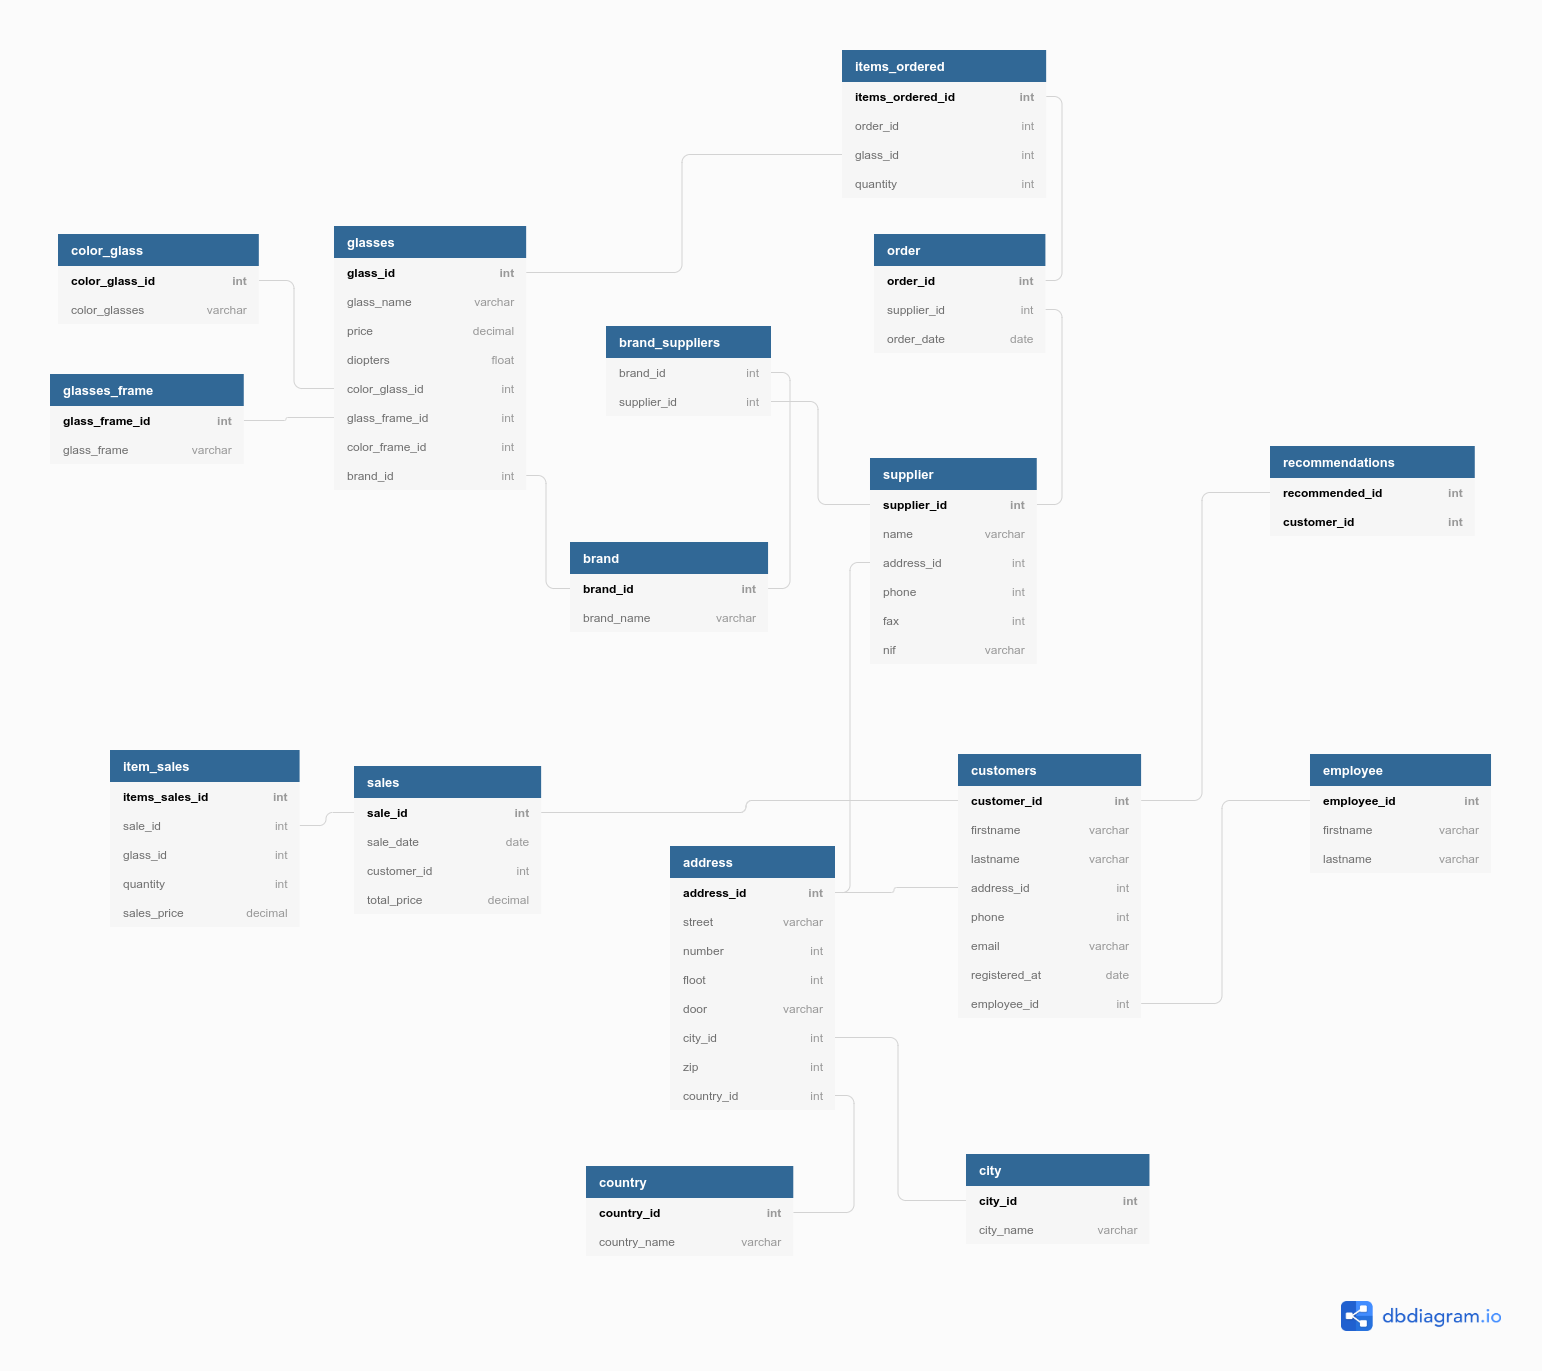 items_ordered
items_ordered_id int
order_id int
glass_id int
quantity int
color_glass
color_glass_id int
color_glasses varchar
glasses
glass_id int
glass_name varchar
price decimal
diopters float
color_glass_id int
glass_frame_id int
color_frame_id int
brand_id int
order
order_id int
supplier_id int
order_date date
brand_suppliers
brand_id int
supplier_id int
glasses_frame
glass_frame_id int
glass_frame varchar
supplier
supplier_id int
name varchar
address_id int
phone int
fax int
nif varchar
recommendations
recommended_id int
customer_id int
brand
brand_id int
brand_name varchar
item_sales
items_sales_id int
sale_id int
glass_id int
quantity int
sales_price decimal
sales
sale_id int
sale_date date
customer_id int
total_price decimal
customers
customer_id int
firstname varchar
lastname varchar
address_id int
phone int
email varchar
registered_at date
employee_id int
employee
employee_id int
firstname varchar
lastname varchar
address
address_id int
street varchar
number int
floot int
door varchar
city_id int
zip int
country_id int
country
country_id int
country_name varchar
city
city_id int
city_name varchar
dbdiagram.io